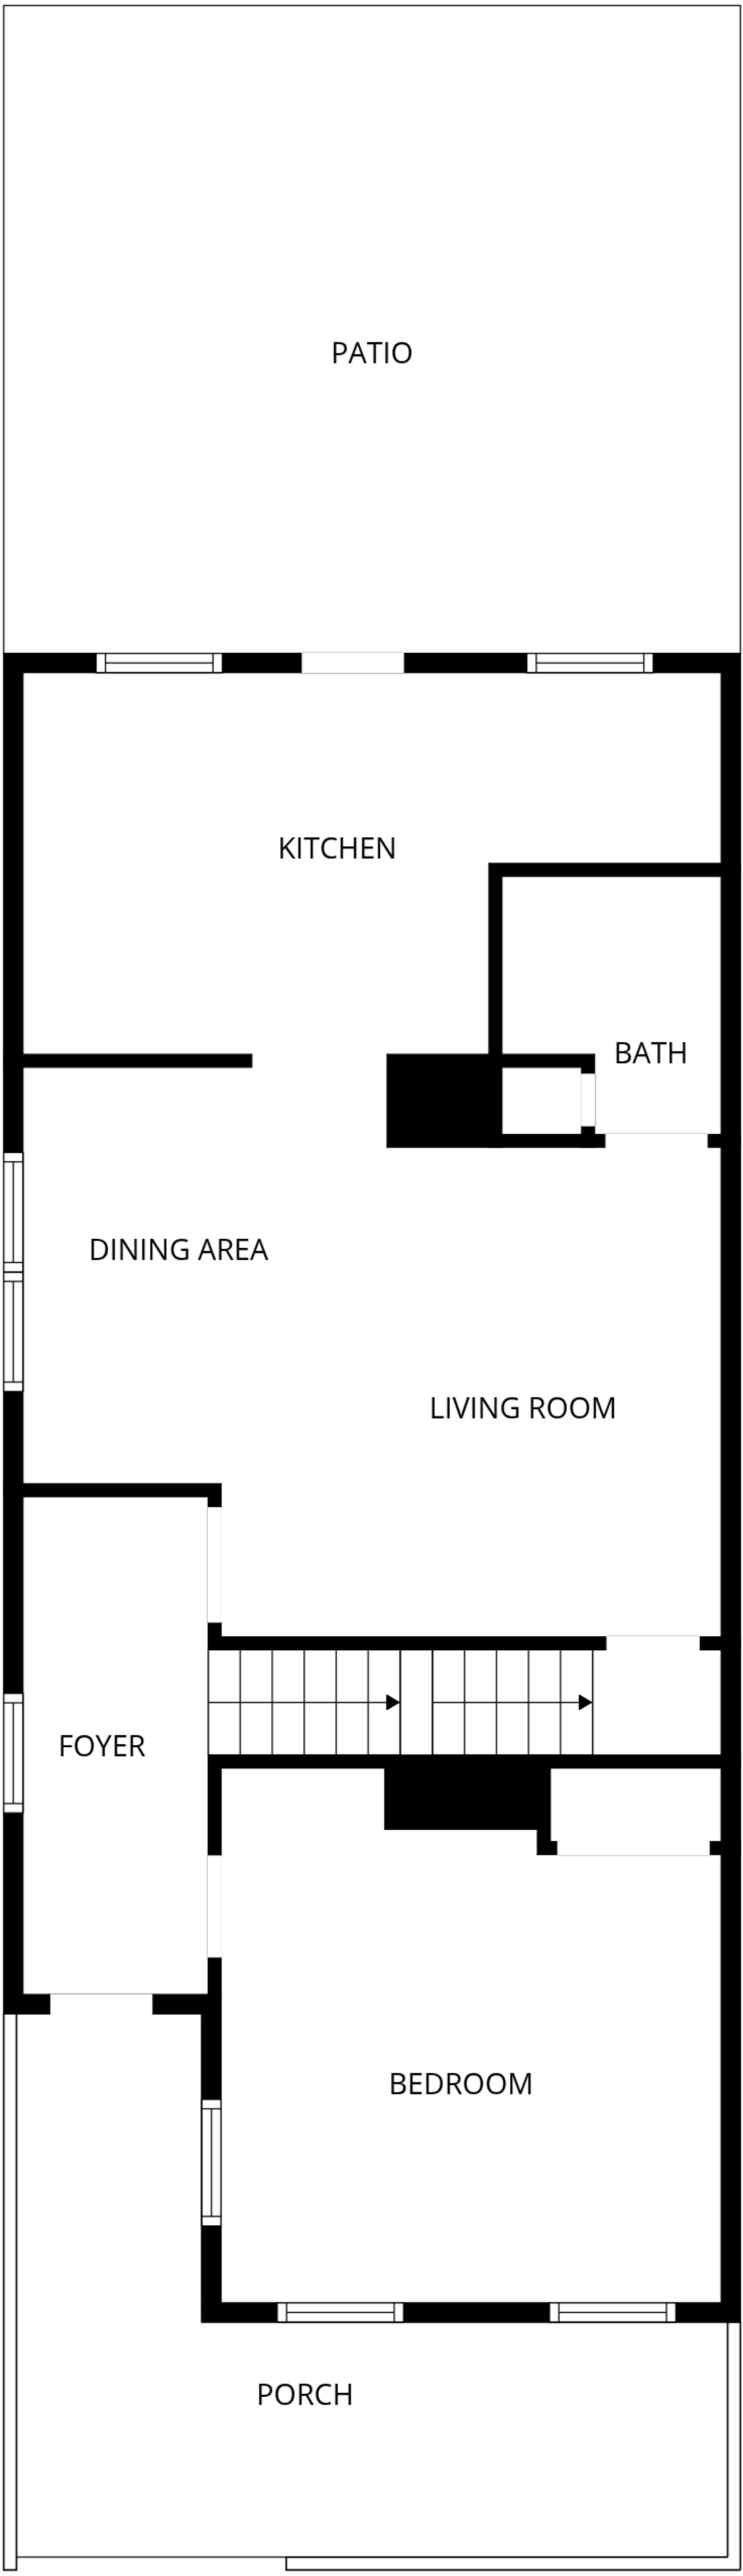 PATIO
KITCHEN
BATH
DINING AREA
LIVING ROOM
FOYER
BEDROOM
PORCH